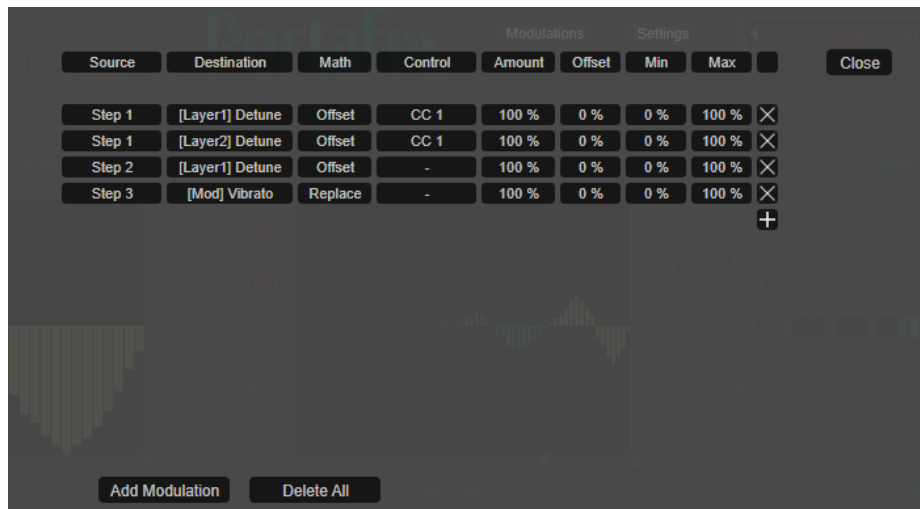 Portafm
Modulations Settings
Source Destination Math Control Amount Offset Min Max Close
Step 1 [Layer1] Detune Offset CC 1 100 % 0 % 0 % 100 %
Step 1 [Layer2] Detune Offset CC 1 100 % 0 % 0 % 100 %
Step 2 [Layer1] Detune Offset - 100 % 0 % 0 % 100 %
Step 3 [Mod] Vibrato Replace - 100 % 0 % 0 % 100 %
Add Modulation Delete All